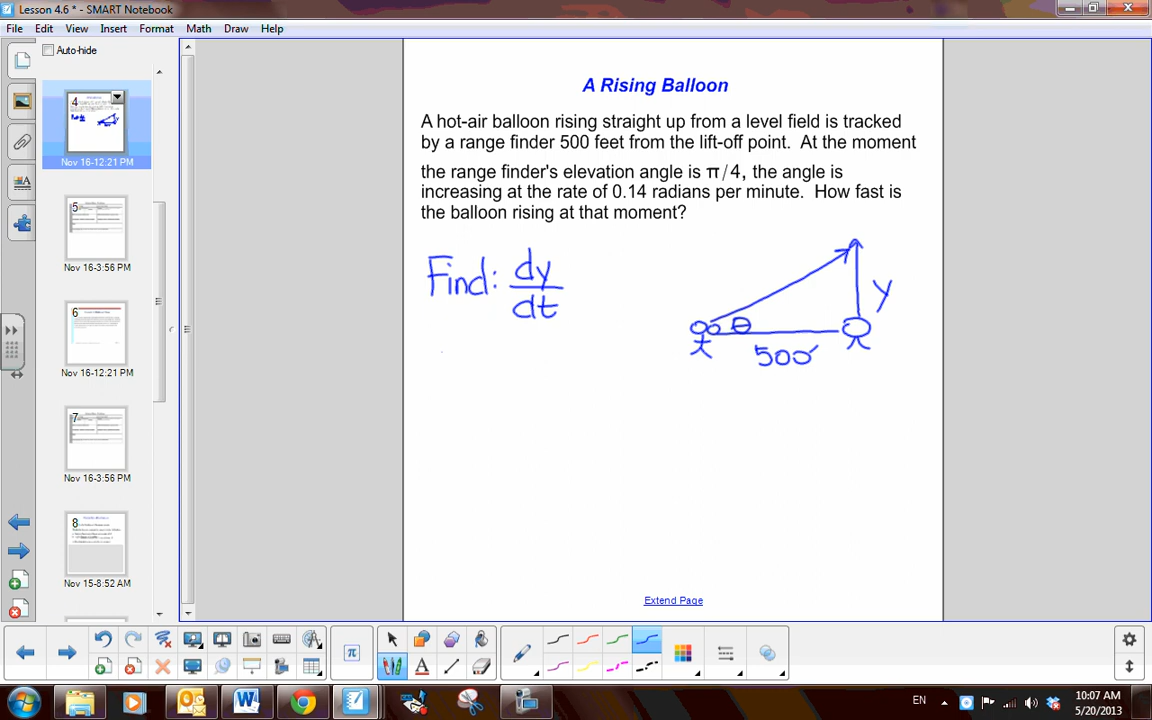 Lesson 4.6 * - SMART Notebook
File Edit View Insert Format Math Draw Help
Auto-hide
4
Nov 16-12:21 PM
5
Nov 16-3:56 PM
6
Nov 16-12:21 PM
7
Nov 16-3:56 PM
8
Nov 15-8:52 AM
A Rising Balloon
A hot-air balloon rising straight up from a level field is tracked
by a range finder 500 feet from the lift-off point. At the moment
the range finder's elevation angle is π/4, the angle is
increasing at the rate of 0.14 radians per minute. How fast is
the balloon rising at that moment?
Find: dy/dt
y
θ
500'
Extend Page
π
A
EN
10:07 AM
5/20/2013